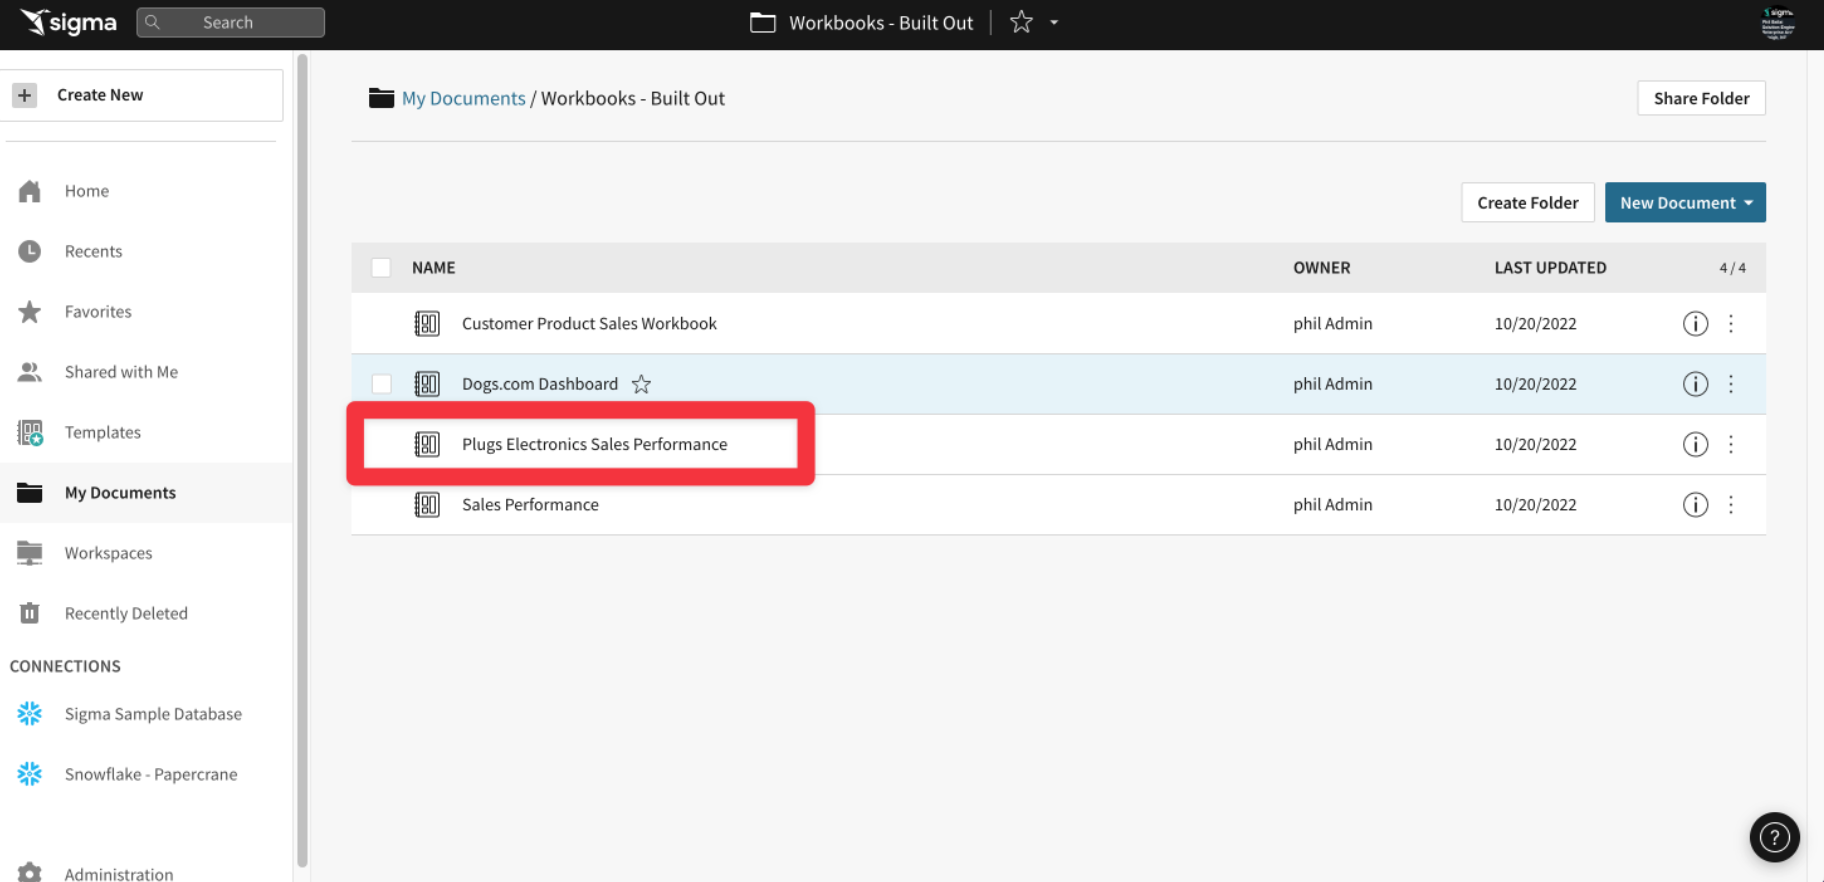 sigma
Search
Workbooks - Built Out
Create New
Home
Recents
Favorites
Shared with Me
Templates
My Documents
Workspaces
Recently Deleted
CONNECTIONS
Sigma Sample Database
Snowflake - Papercrane
Administration
My Documents / Workbooks - Built Out
Share Folder
Create Folder
New Document
NAME OWNER LAST UPDATED 4 / 4
Customer Product Sales Workbook phil Admin 10/20/2022
Dogs.com Dashboard phil Admin 10/20/2022
Plugs Electronics Sales Performance phil Admin 10/20/2022
Sales Performance phil Admin 10/20/2022
?